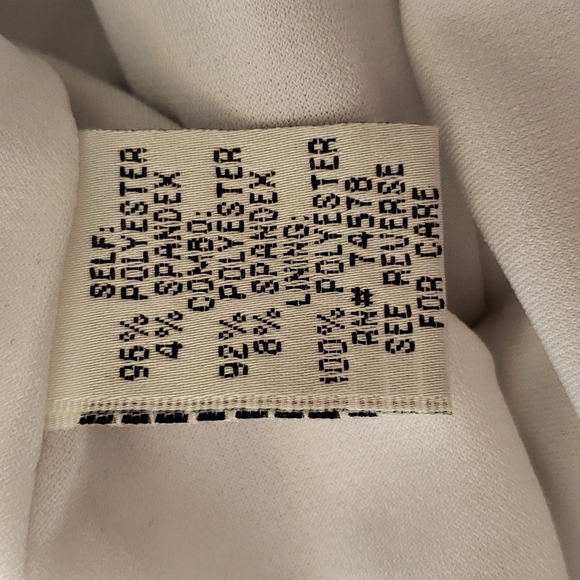 SELF:
96% POLYESTER
4% SPANDEX
COMBO:
92% POLYESTER
8% SPANDEX
LINING:
100% POLYESTER
RN# 74578
SEE REVERSE
FOR CARE